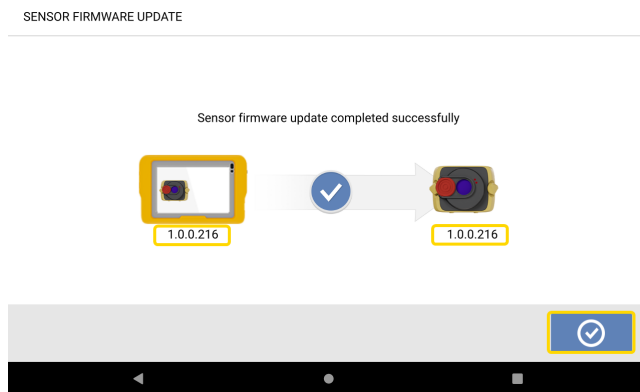 SENSOR FIRMWARE UPDATE
Sensor firmware update completed successfully
1.0.0.216
1.0.0.216